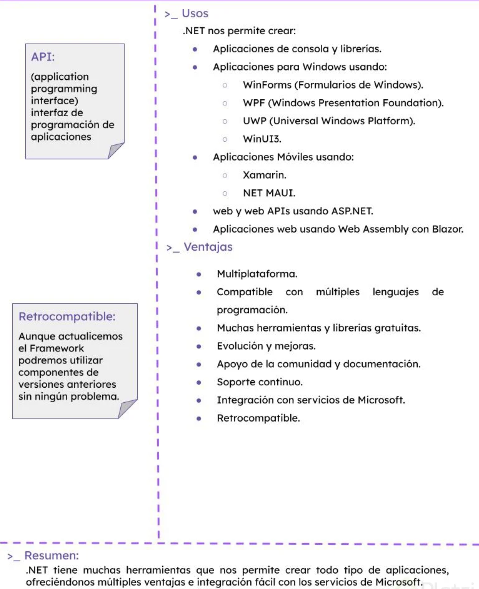 >_ Usos
.NET nos permite crear:
● Aplicaciones de consola y librerías.
● Aplicaciones para Windows usando:
○ WinForms (Formularios de Windows).
○ WPF (Windows Presentation Foundation).
○ UWP (Universal Windows Platform).
○ WinUI3.
● Aplicaciones Móviles usando:
○ Xamarin.
○ NET MAUI.
● web y web APIs usando ASP.NET.
● Aplicaciones web usando Web Assembly con Blazor.
API:
(application
programming
interface)
interfaz de
programación de
aplicaciones
>_ Ventajas
● Multiplataforma.
● Compatible con múltiples lenguajes de
programación.
● Muchas herramientas y librerías gratuitas.
● Evolución y mejoras.
● Apoyo de la comunidad y documentación.
● Soporte continuo.
● Integración con servicios de Microsoft.
● Retrocompatible.
Retrocompatible:
Aunque actualicemos
el Framework
podremos utilizar
componentes de
versiones anteriores
sin ningún problema.
>_ Resumen:
.NET tiene muchas herramientas que nos permite crear todo tipo de aplicaciones,
ofreciéndonos múltiples ventajas e integración fácil con los servicios de Microsoft.